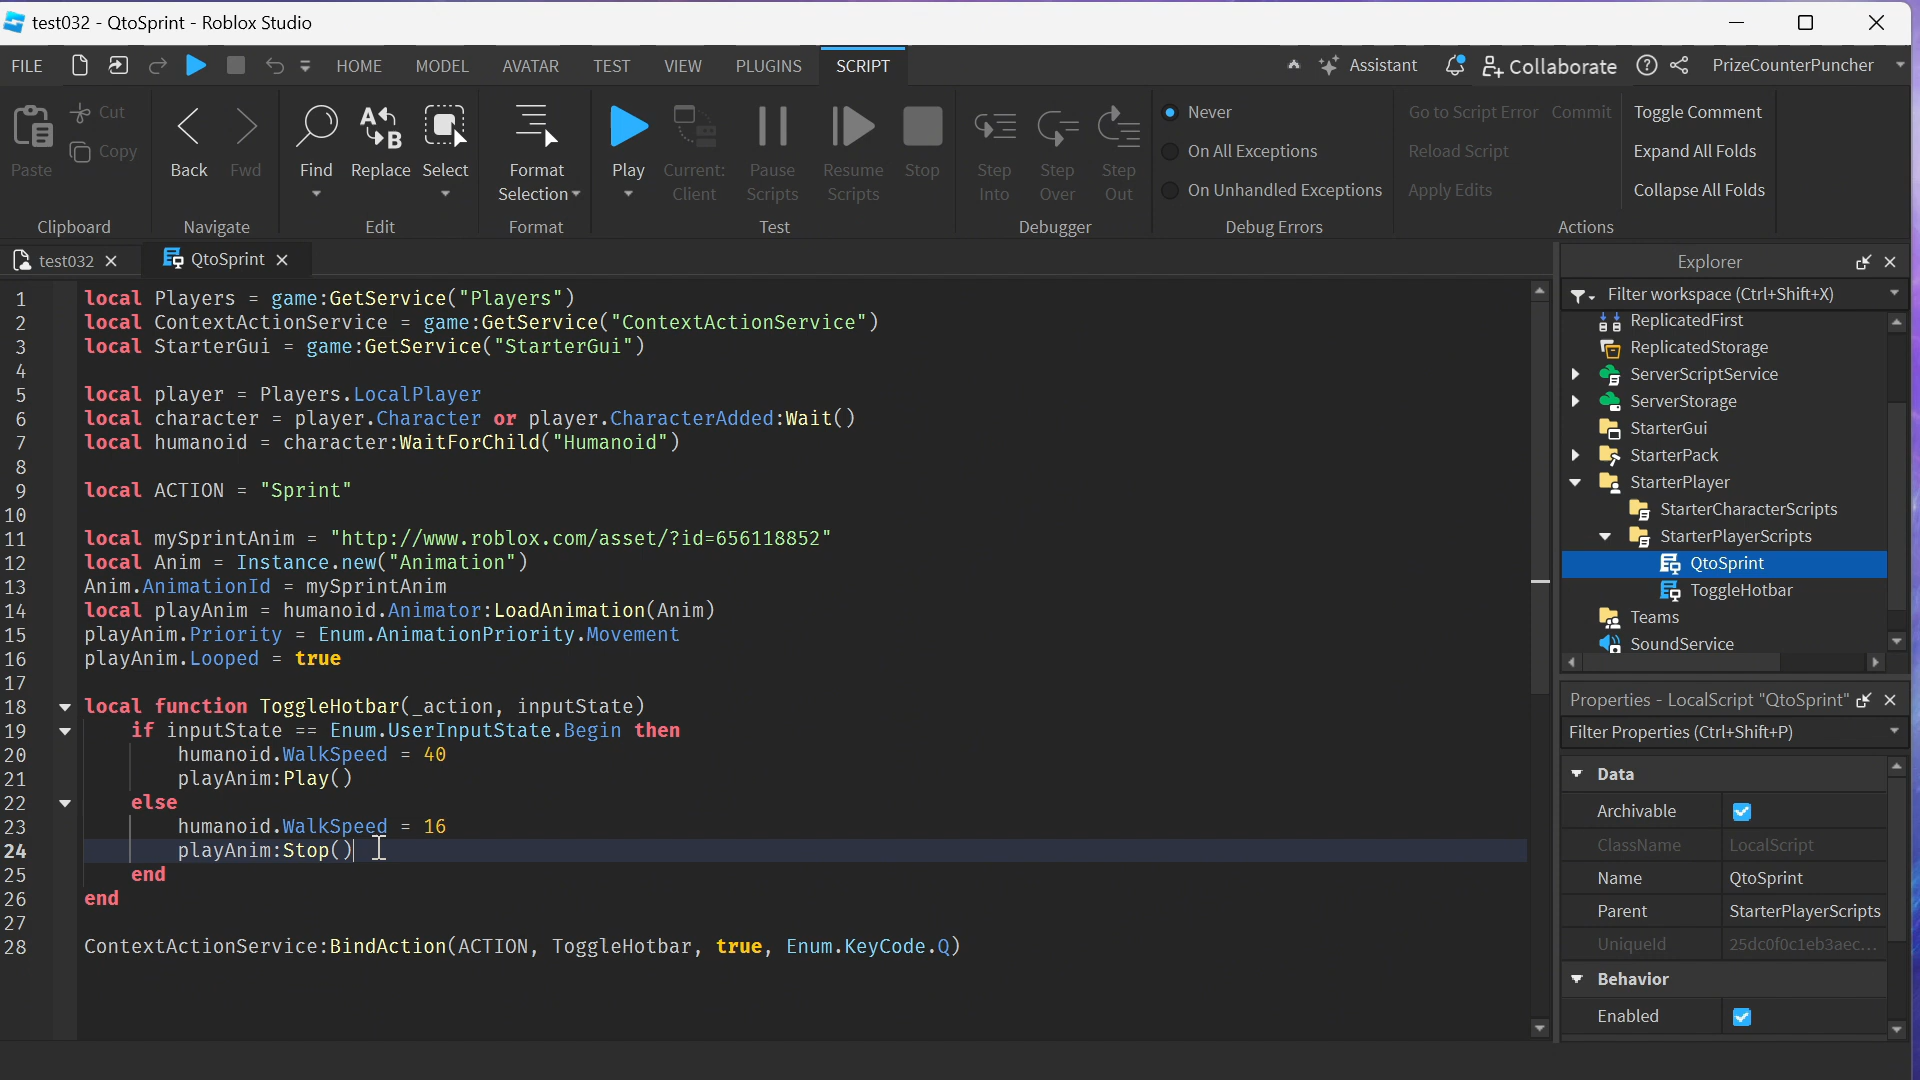 test032 - QtoSprint - Roblox Studio
FILE HOME MODEL AVATAR TEST VIEW PLUGINS SCRIPT Assistant Collaborate PrizeCounterPuncher
Paste Cut Copy
Clipboard
Back Fwd
Navigate
Find Replace Select
Edit
Format Selection
Format
Play Current: Client Pause Scripts Resume Scripts Stop
Test
Step Into Step Over Step Out
Debugger
Never
On All Exceptions
On Unhandled Exceptions
Debug Errors
Go to Script Error Commit Toggle Comment
Reload Script Expand All Folds
Apply Edits Collapse All Folds
Actions
test032 QtoSprint
1 local Players = game:GetService("Players")
2 local ContextActionService = game:GetService("ContextActionService")
3 local StarterGui = game:GetService("StarterGui")
4
5 local player = Players.LocalPlayer
6 local character = player.Character or player.CharacterAdded:Wait()
7 local humanoid = character:WaitForChild("Humanoid")
8
9 local ACTION = "Sprint"
10
11 local mySprintAnim = "http://www.roblox.com/asset/?id=656118852"
12 local Anim = Instance.new("Animation")
13 Anim.AnimationId = mySprintAnim
14 local playAnim = humanoid.Animator:LoadAnimation(Anim)
15 playAnim.Priority = Enum.AnimationPriority.Movement
16 playAnim.Looped = true
17
18 local function ToggleHotbar(_action, inputState)
19 if inputState == Enum.UserInputState.Begin then
20 humanoid.WalkSpeed = 40
21 playAnim:Play()
22 else
23 humanoid.WalkSpeed = 16
24 playAnim:Stop()
25 end
26 end
27
28 ContextActionService:BindAction(ACTION, ToggleHotbar, true, Enum.KeyCode.Q)
Explorer
Filter workspace (Ctrl+Shift+X)
ReplicatedFirst
ReplicatedStorage
ServerScriptService
ServerStorage
StarterGui
StarterPack
StarterPlayer
StarterCharacterScripts
StarterPlayerScripts
QtoSprint
ToggleHotbar
Teams
SoundService
Properties - LocalScript "QtoSprint"
Filter Properties (Ctrl+Shift+P)
Data
Archivable
ClassName LocalScript
Name QtoSprint
Parent StarterPlayerScripts
UniqueId 25dc0f0c1eb3aec...
Behavior
Enabled